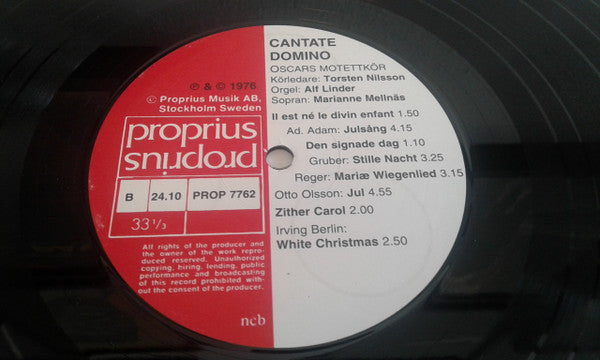 ℗ & © 1976
© Proprius Musik AB,
Stockholm Sweden
proprius
proprius
B 24.10 PROP 7762
33 1/3
All rights of the producer and
the owner of the work repro-
duced reserved. Unauthorized
copying, hiring, lending, public
performance and broadcasting
of this record prohibited with-
out the consent of the producer.
ncb
CANTATE
DOMINO
OSCARS MOTETTKÖR
Körledare: Torsten Nilsson
Orgel: Alf Linder
Sopran: Marianne Mellnäs
Il est né le divin enfant 1.50
Ad. Adam: Julsång 4.15
Den signade dag 1.10
Gruber: Stille Nacht 3.25
Reger: Mariæ Wiegenlied 3.15
Otto Olsson: Jul 4.55
Zither Carol 2.00
Irving Berlin:
White Christmas 2.50